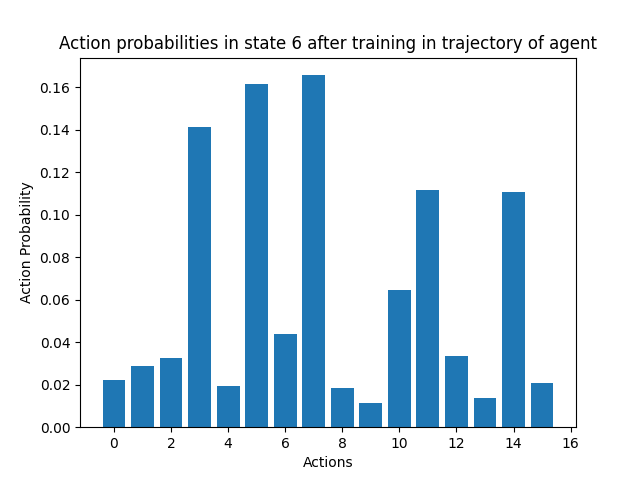 Action probabilities in state 6 after training in trajectory of agent
0.16
0.14
0.12
0.10
0.08
0.06
0.04
0.02
0.00
Action Probability
0 2 4 6 8 10 12 14 16
Actions